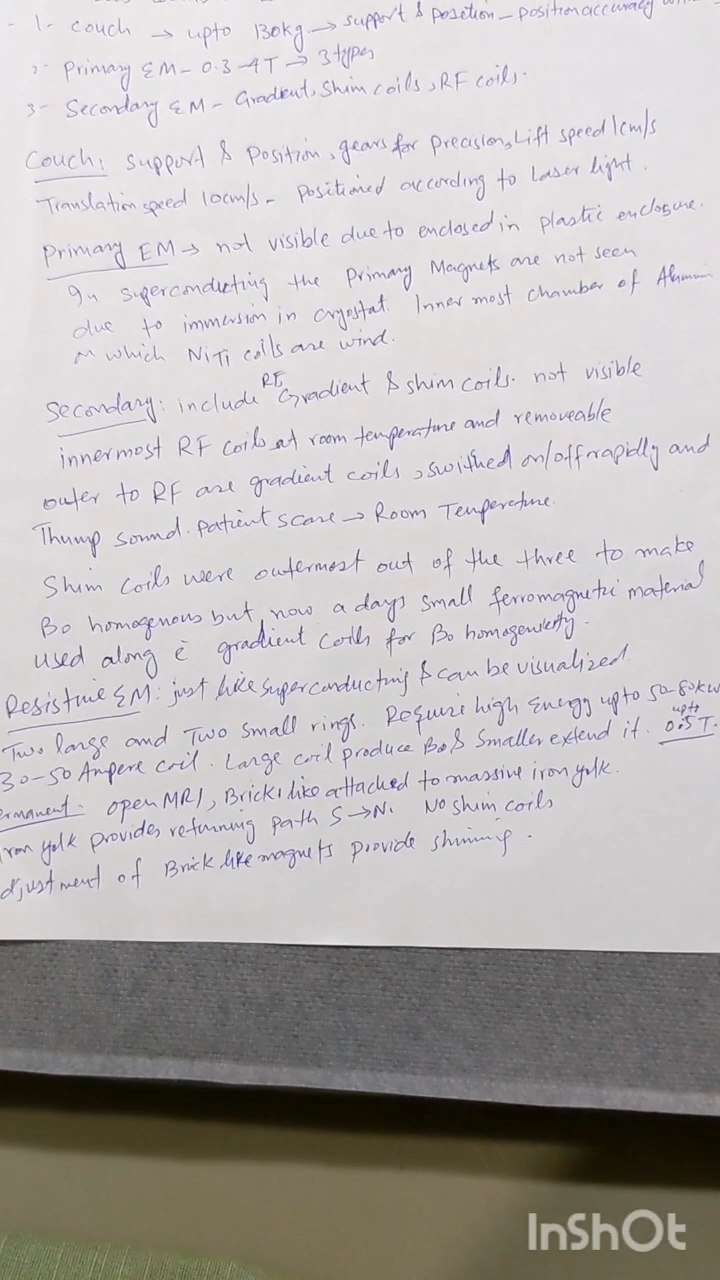 1- Couch → upto 130kg → support & position - position accuracy
2- Primary EM - 0.3-4T → 3 types
3- Secondary EM - Gradient, Shim coils, RF coils.
Couch: Support & Position, gears for Precision, Lift speed 1cm/s
Translation speed 10cm/s - Positioned according to Laser light.
Primary EM → not visible due to enclosed in plastic enclosure.
In superconducting the Primary Magnets are not seen
due to immersion in cryostat. Inner most chamber of
on which NiTi coils are wind.
Secondary: include RF Gradient & shim coils. not visible
innermost RF coils at room temperature and removeable
outer to RF are gradient coils, swithed on/off rapidly and
Thump sound. patient scare → Room Temperature.
Shim coils were outermost out of the three to make
Bo homogenous but now a days small ferromagnetic material
used along c̄ gradient coils for Bo homogeniety.
Resistive EM: just like superconducting & can be visualized
Two large and Two small rings. Require high Energy upto 50-80kw
30-50 Ampere coil. Large coil produce Bo & Smaller extend it. upto 0.5T.
ermanent: open MRI, Brick like attached to massive iron yolk.
iron yolk provides returning path S→N. No shim coils
djustment of Brick like magnets provide shiming.
InShOt